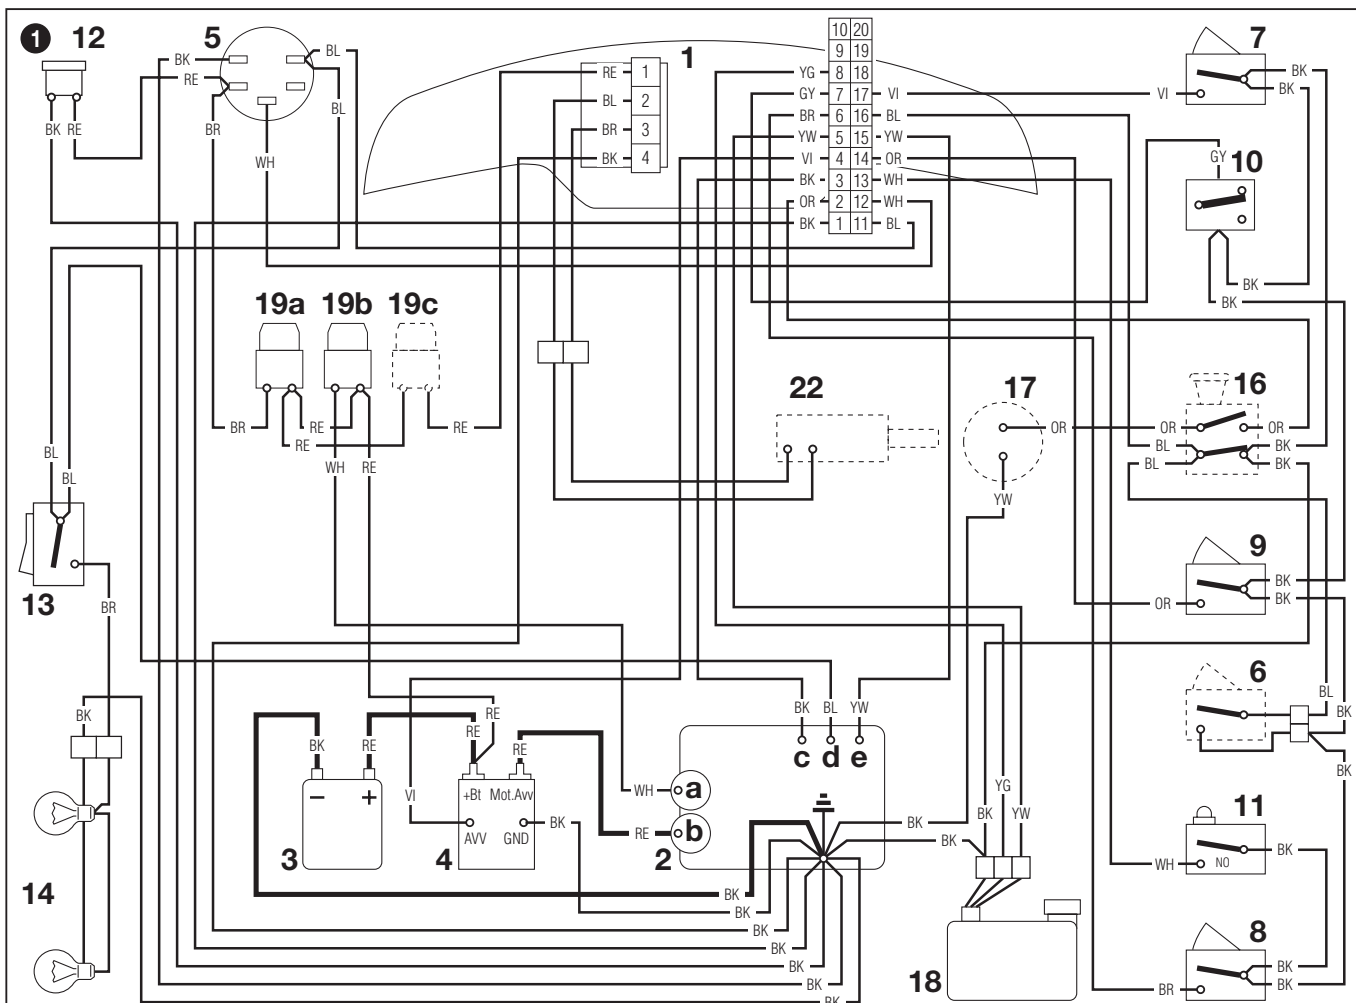 1 12 5 BL 1 10 20 7
BK 9 19 BK
RE RE 1 YG 8 18 BK
BL 2 GY 7 17 VI VI
BL BR 6 16 BL
BK RE BR BR 3 YW 5 15 YW
WH BK 4 VI 4 14 OR GY 10
BK 3 13 WH
OR 2 12 WH
BK 1 11 BL
BK
BK
19a 19b 19c
22 17 16
BR RE RE OR OR OR
RE BL BK
BL BL WH RE BL BK
YW
9
BK
BK
13 BR OR
6
BL
BK
BK RE BK BL YW
BK RE RE RE c d e
BK
– + VI +Bt Mot.Avv WH a YG
BK YW
AVV GND BK RE b BK 11
3 4 2 BK BK
WH NO
14 BK
BK
BK 8
BK
BK BK
18 BR BK
BK